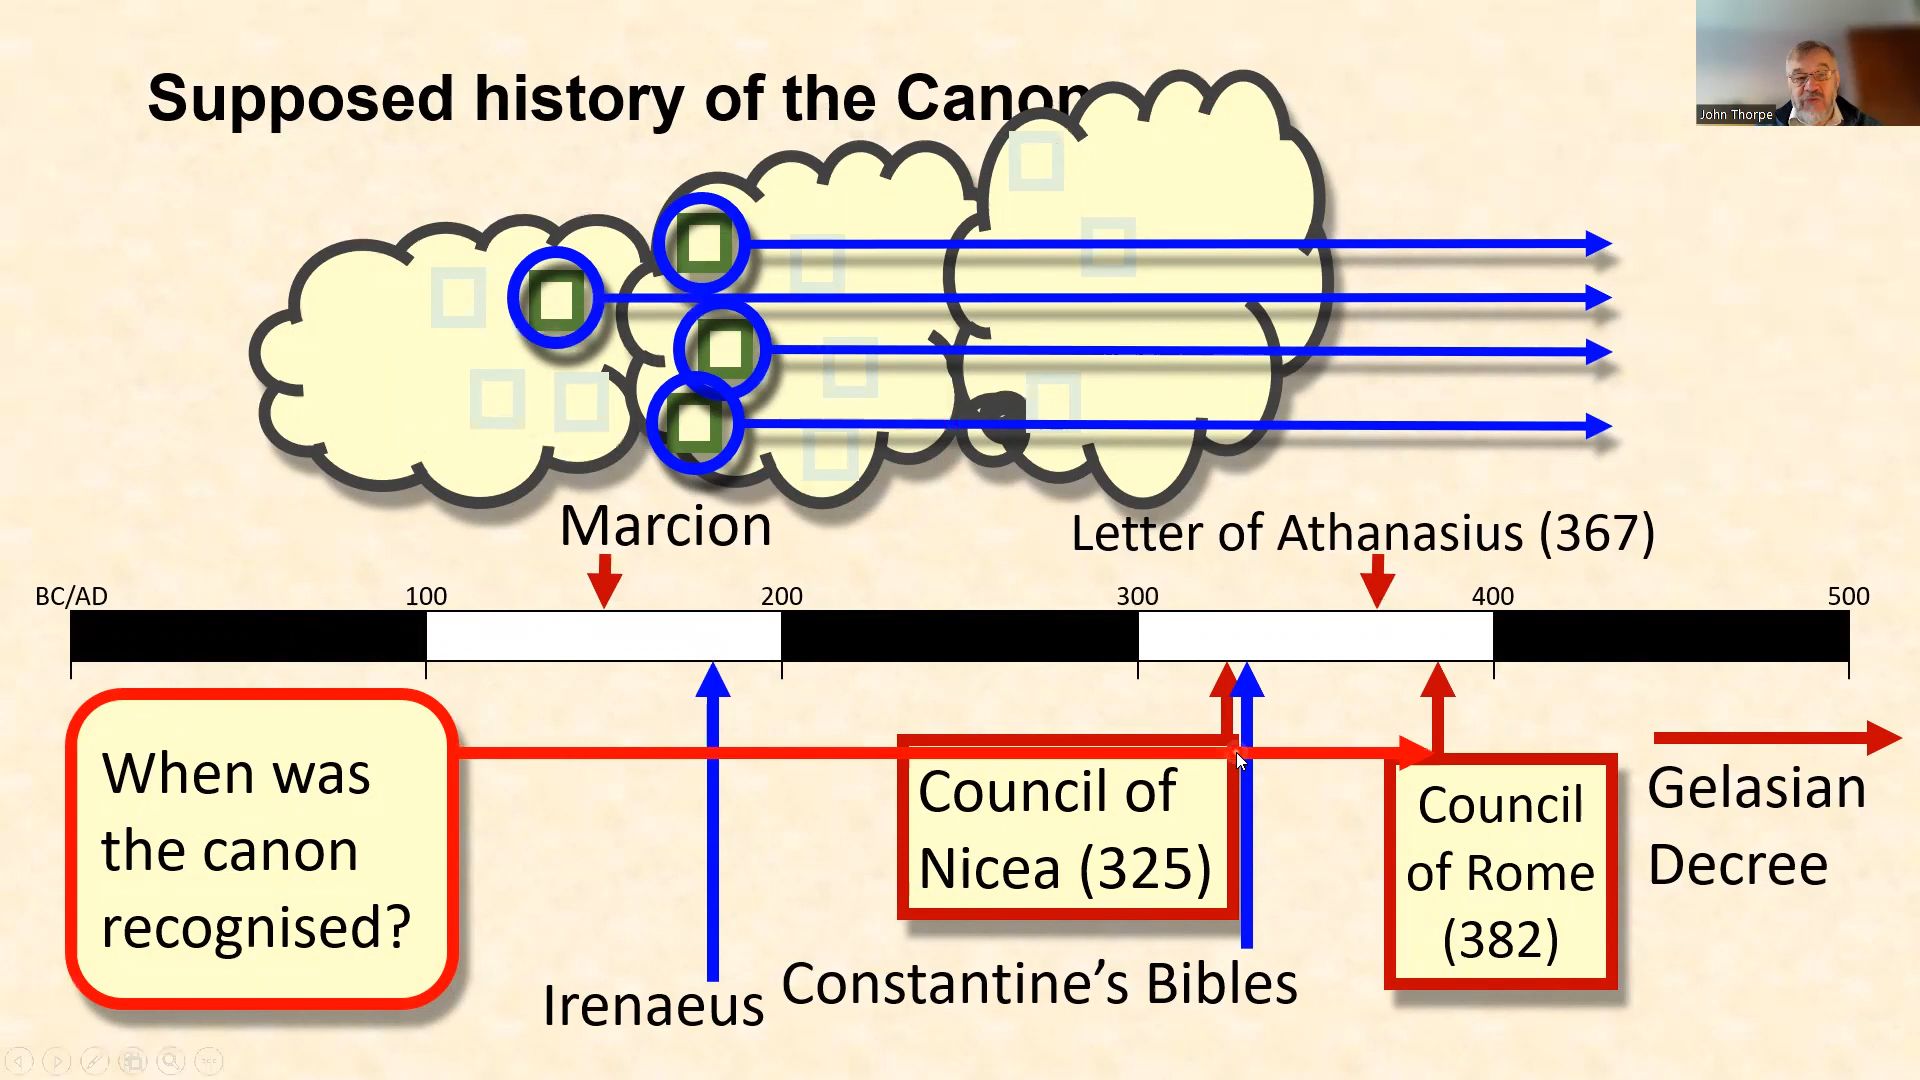 Supposed history of the Canon
John Thorpe
Marcion
Letter of Athanasius (367)
BC/AD
100
200
300
400
500
When was
the canon
recognised?
Council of
Nicea (325)
Council
of Rome
(382)
Gelasian
Decree
Irenaeus
Constantine’s Bibles